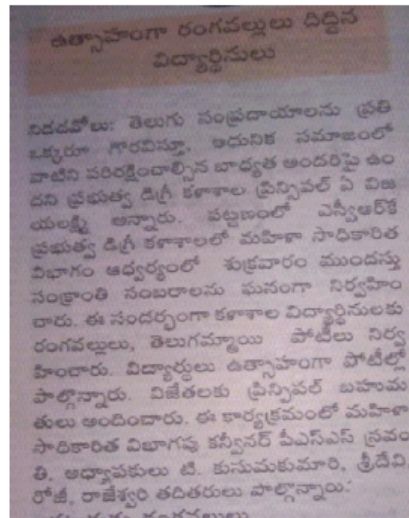 ఉత్సాహంగా రంగవల్లులు దిద్దిన
విద్యార్థినులు
నిడదవోలు: తెలుగు సంప్రదాయాలను ప్రతి
ఒక్కరూ గౌరవిస్తూ, ఆధునిక సమాజంలో
వాటిని పరిరక్షించాల్సిన బాధ్యత అందరిపై ఉం
దని ప్రభుత్వ డిగ్రీ కళాశాల ప్రిన్సిపల్ ఏ విజ
యలక్ష్మి అన్నారు. పట్టణంలో ఎస్వీఆర్‌కే
ప్రభుత్వ డిగ్రీ కళాశాలలో మహిళా సాధికారిత
విభాగం ఆధ్వర్యంలో శుక్రవారం ముందస్తు
సంక్రాంతి సంబరాలను ఘనంగా నిర్వహిం
చారు. ఈ సందర్భంగా కళాశాల విద్యార్థినులకు
రంగవల్లులు, తెలుగమ్మాయి పోటీలు నిర్వ
హించారు. విద్యార్థులు ఉత్సాహంగా పోటీల్లో
పాల్గొన్నారు. విజేతలకు ప్రిన్సిపల్ బహుమ
తులు అందించారు. ఈ కార్యక్రమంలో మహిళా
సాధికారిత విభాగపు కన్వీనర్ పీఎస్ఎస్ స్రవం
తి, అధ్యాపకులు టి. కుసుమకుమారి, శ్రీదేవి,
రోజీ, రాజేశ్వరి తదితరులు పాల్గొన్నాయి.